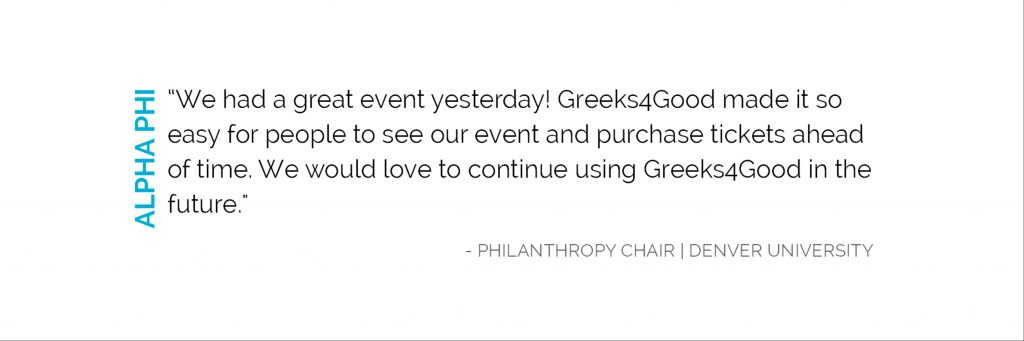 ALPHA PHI
“We had a great event yesterday! Greeks4Good made it so
easy for people to see our event and purchase tickets ahead
of time. We would love to continue using Greeks4Good in the
future."
- PHILANTHROPY CHAIR | DENVER UNIVERSITY